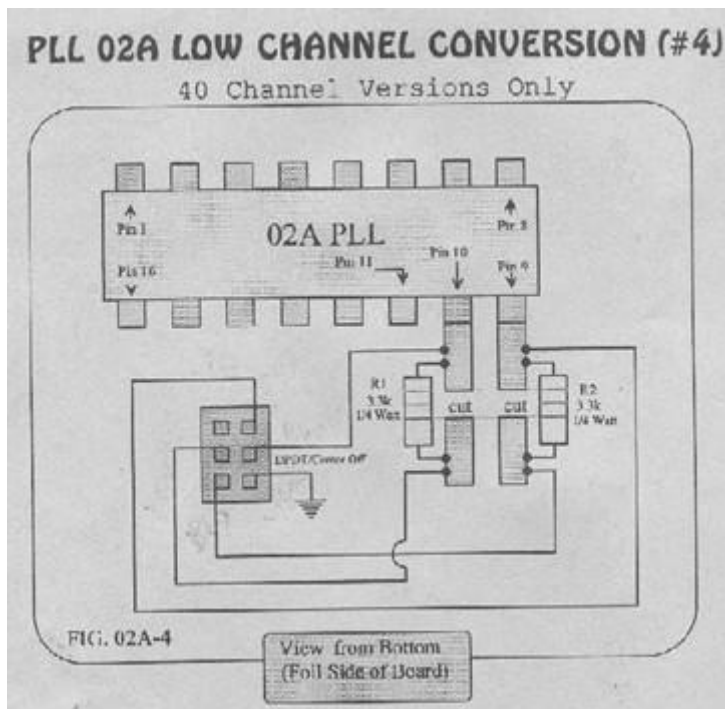 PLL 02A LOW CHANNEL CONVERSION (#4)
40 Channel Versions Only
Pin 1
Pin 8
02A PLL
Pin 16
Pin 11
Pin 10
Pin 9
R1
3.3k
1/4 Watt
cut
cut
R2
3.3k
1/4 Watt
DPDT/Center Off
FIG. 02A-4
View from Bottom
(Foil Side of Board)